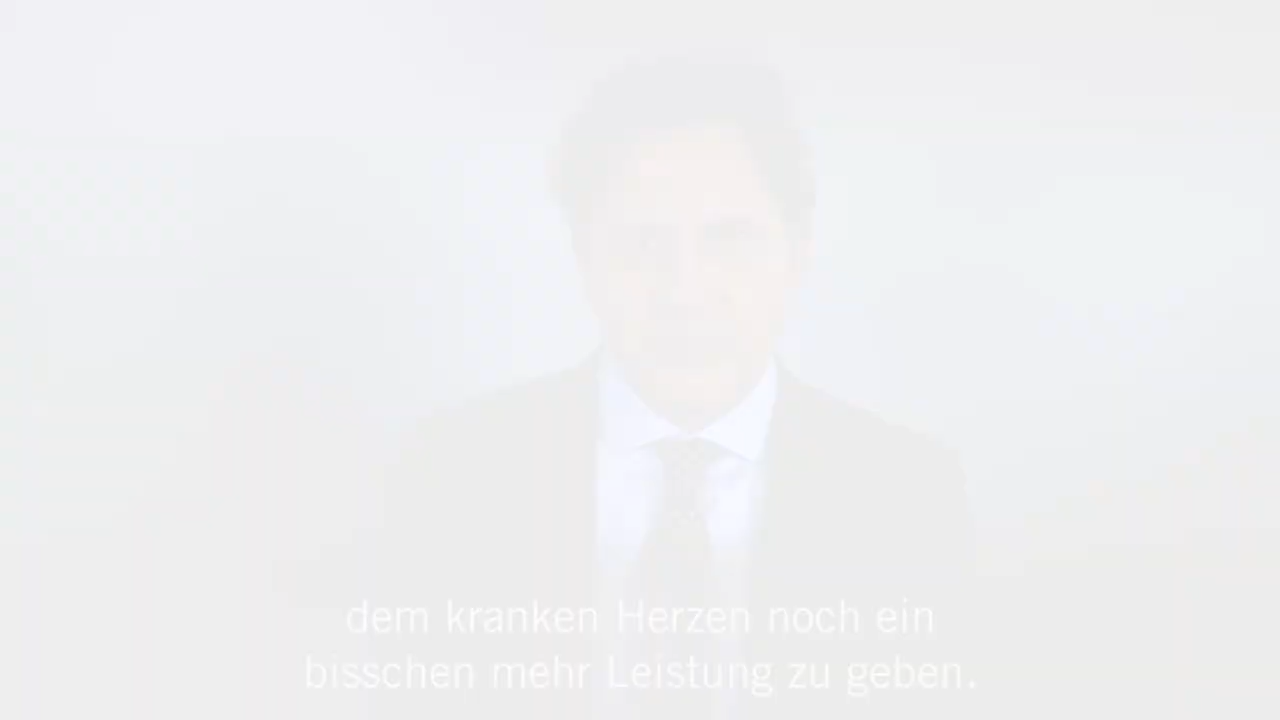 dem kranken Herzen noch ein
bisschen mehr Leistung zu geben.